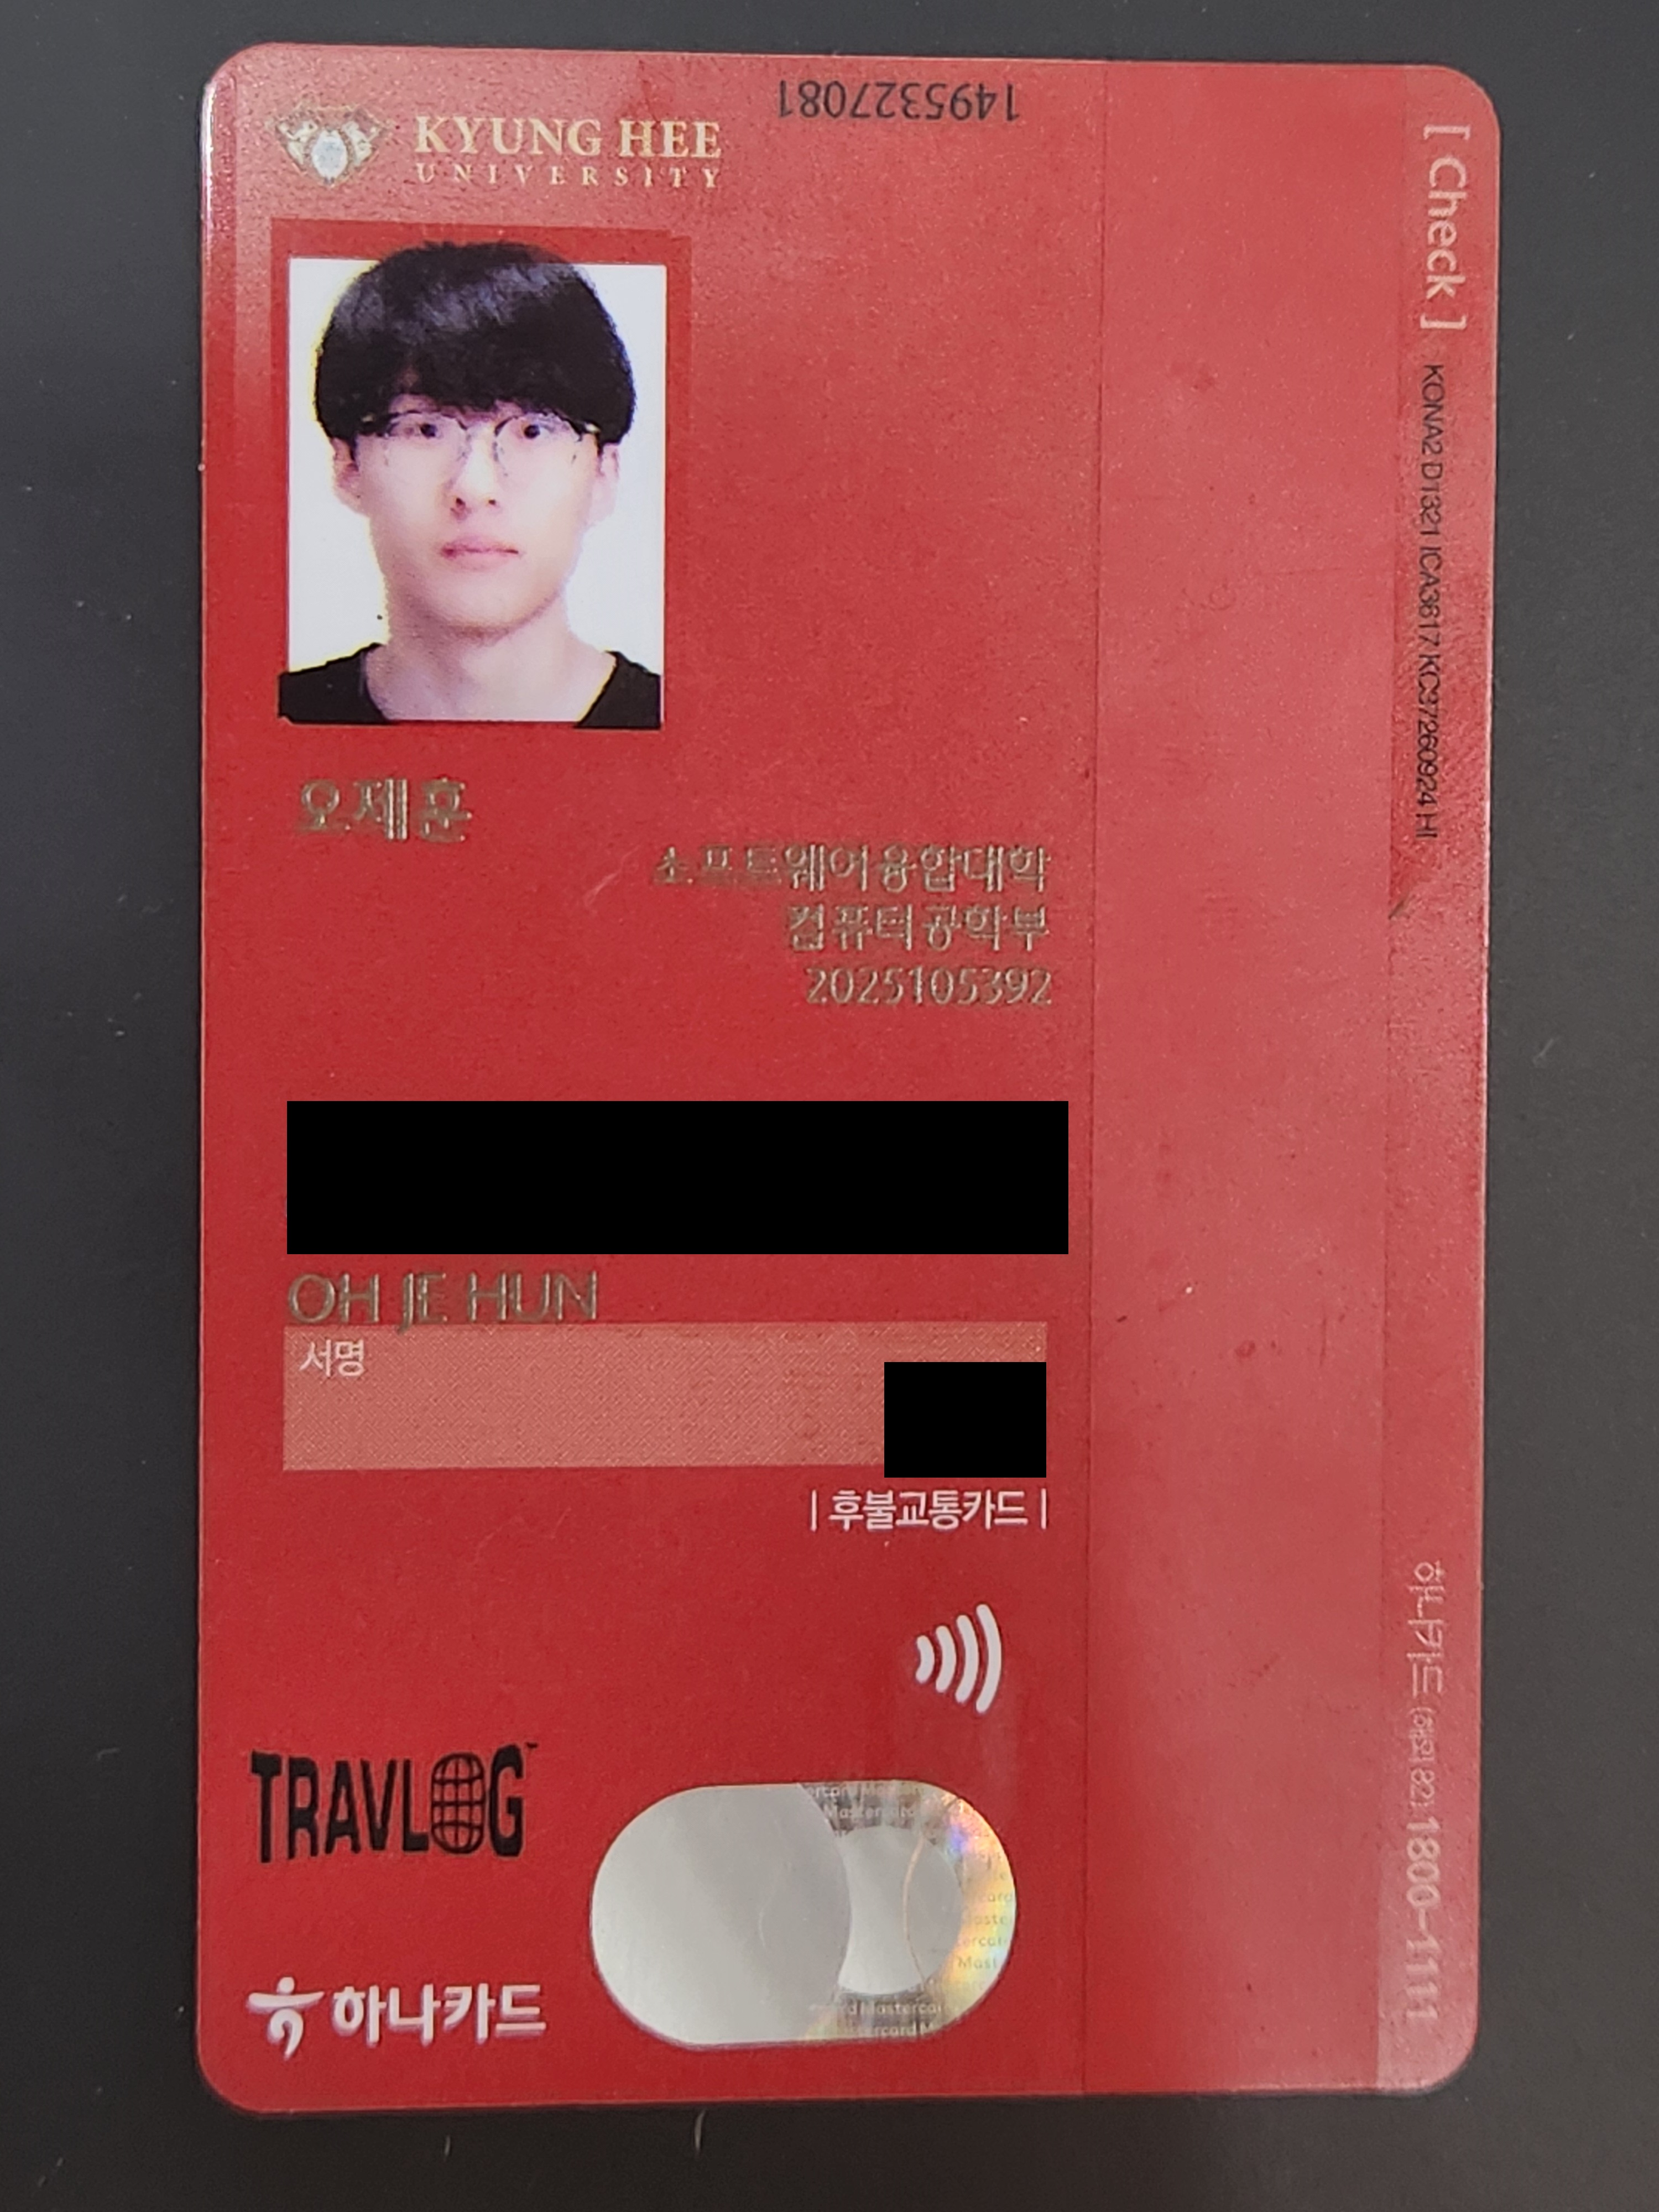 KYUNG HEE
UNIVERSITY
1495327081
[ Check ]
KONA2 D1321 ICA3617 KC37260924 HI
오제훈
소프트웨어융합대학
컴퓨터공학부
2025105392
OH JE HUN
서명
| 후불교통카드 |
TRAVLOG
하나카드
하나카드 (해외 82) 1800-1111
Mastercard